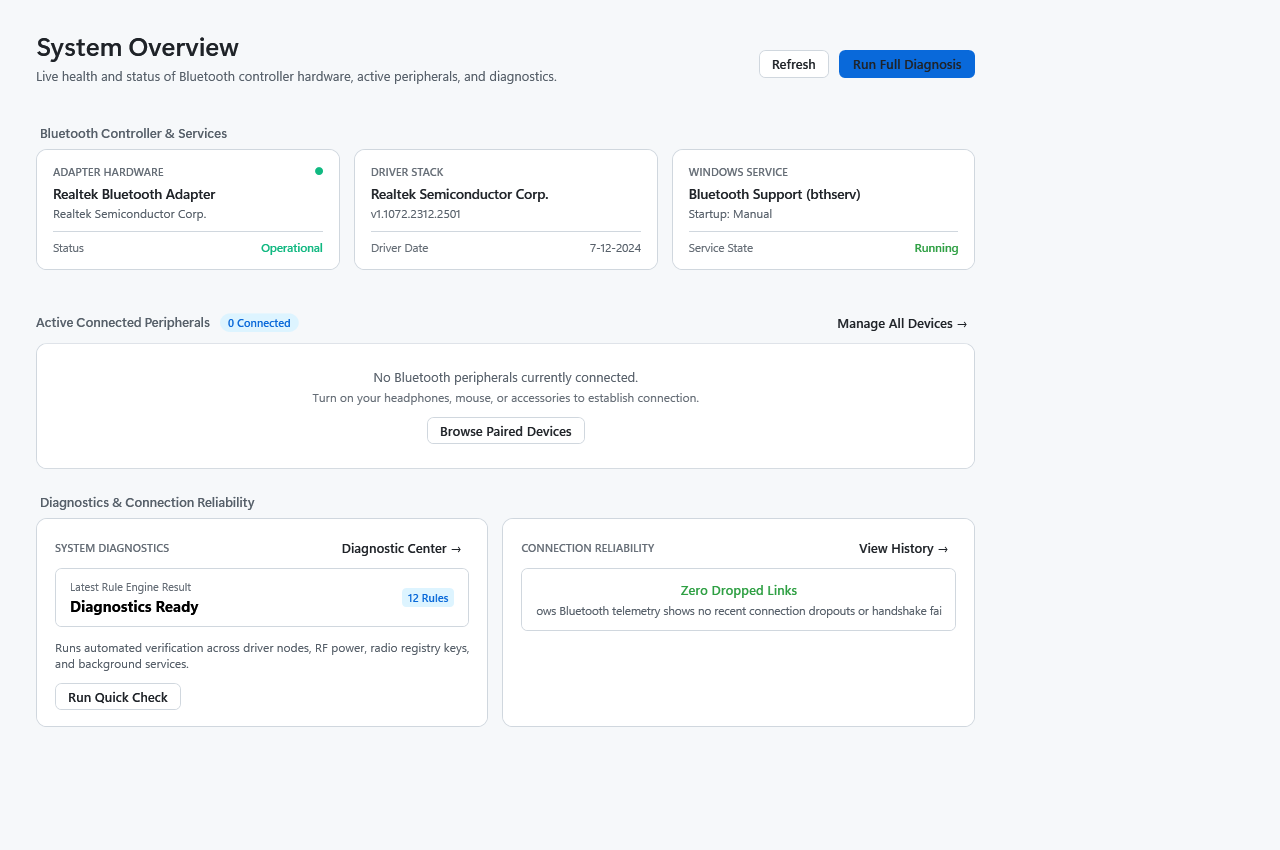 System Overview
Live health and status of Bluetooth controller hardware, active peripherals, and diagnostics.
Refresh
Run Full Diagnosis
Bluetooth Controller & Services
ADAPTER HARDWARE
Realtek Bluetooth Adapter
Realtek Semiconductor Corp.
Status
Operational
DRIVER STACK
Realtek Semiconductor Corp.
v1.1072.2312.2501
Driver Date
7-12-2024
WINDOWS SERVICE
Bluetooth Support (bthserv)
Startup: Manual
Service State
Running
Active Connected Peripherals
0 Connected
Manage All Devices →
No Bluetooth peripherals currently connected.
Turn on your headphones, mouse, or accessories to establish connection.
Browse Paired Devices
Diagnostics & Connection Reliability
SYSTEM DIAGNOSTICS
Diagnostic Center →
Latest Rule Engine Result
Diagnostics Ready
12 Rules
Runs automated verification across driver nodes, RF power, radio registry keys,
and background services.
Run Quick Check
CONNECTION RELIABILITY
View History →
Zero Dropped Links
ows Bluetooth telemetry shows no recent connection dropouts or handshake fai